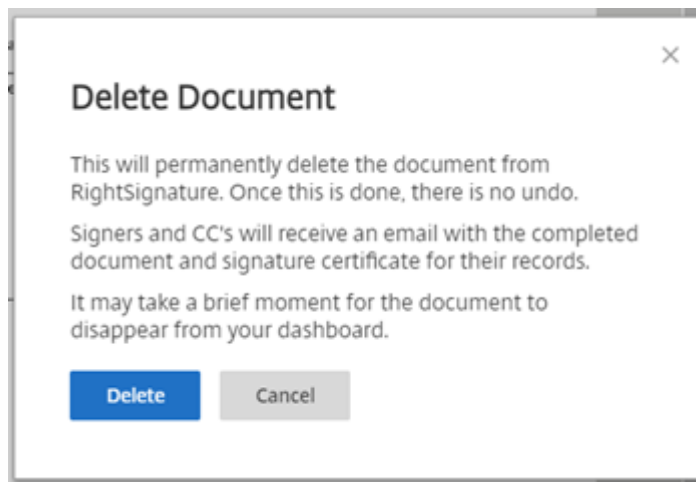 Delete Document
This will permanently delete the document from
RightSignature. Once this is done, there is no undo.
Signers and CC's will receive an email with the completed
document and signature certificate for their records.
It may take a brief moment for the document to
disappear from your dashboard.
Delete
Cancel